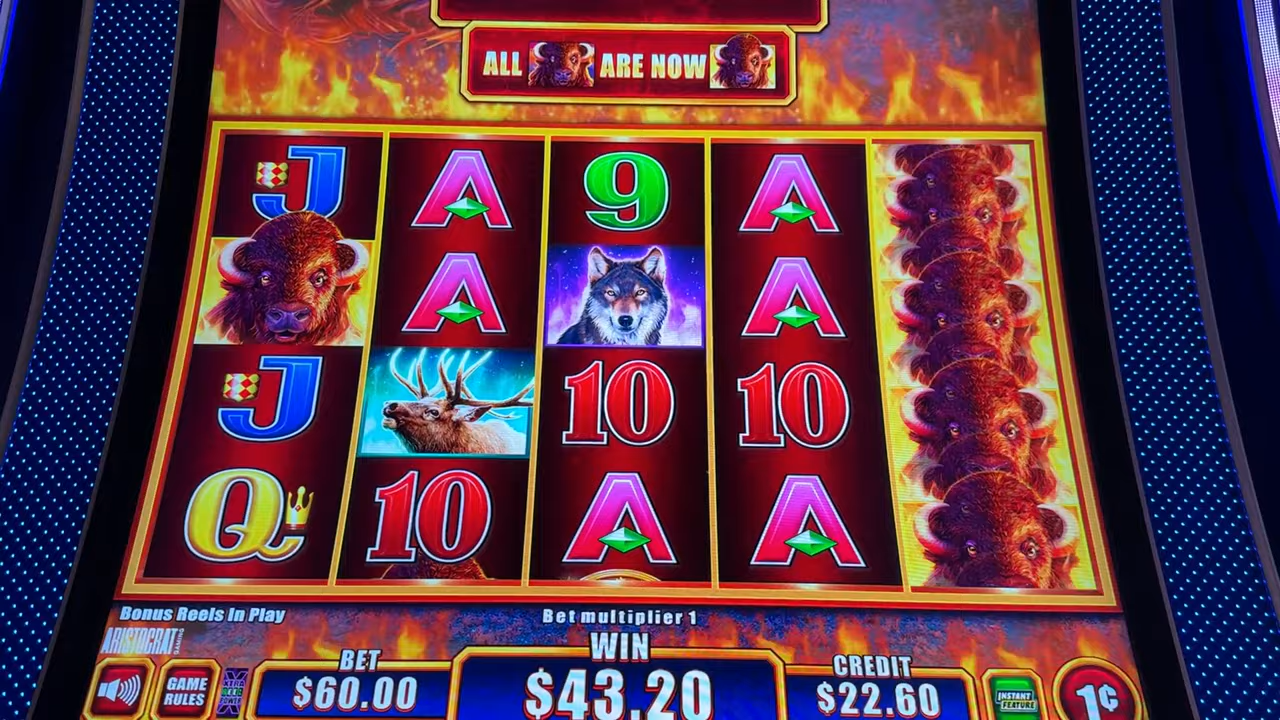 ALL ARE NOW
J A 9 A
A A
J 10 10
Q 10 A A
Bonus Reels In Play
Bet multiplier 1
ARISTOCRAT
GAMING
GAME
RULES
BET
$60.00
WIN
$43.20
CREDIT
$22.60
INSTANT
FEATURE
1¢